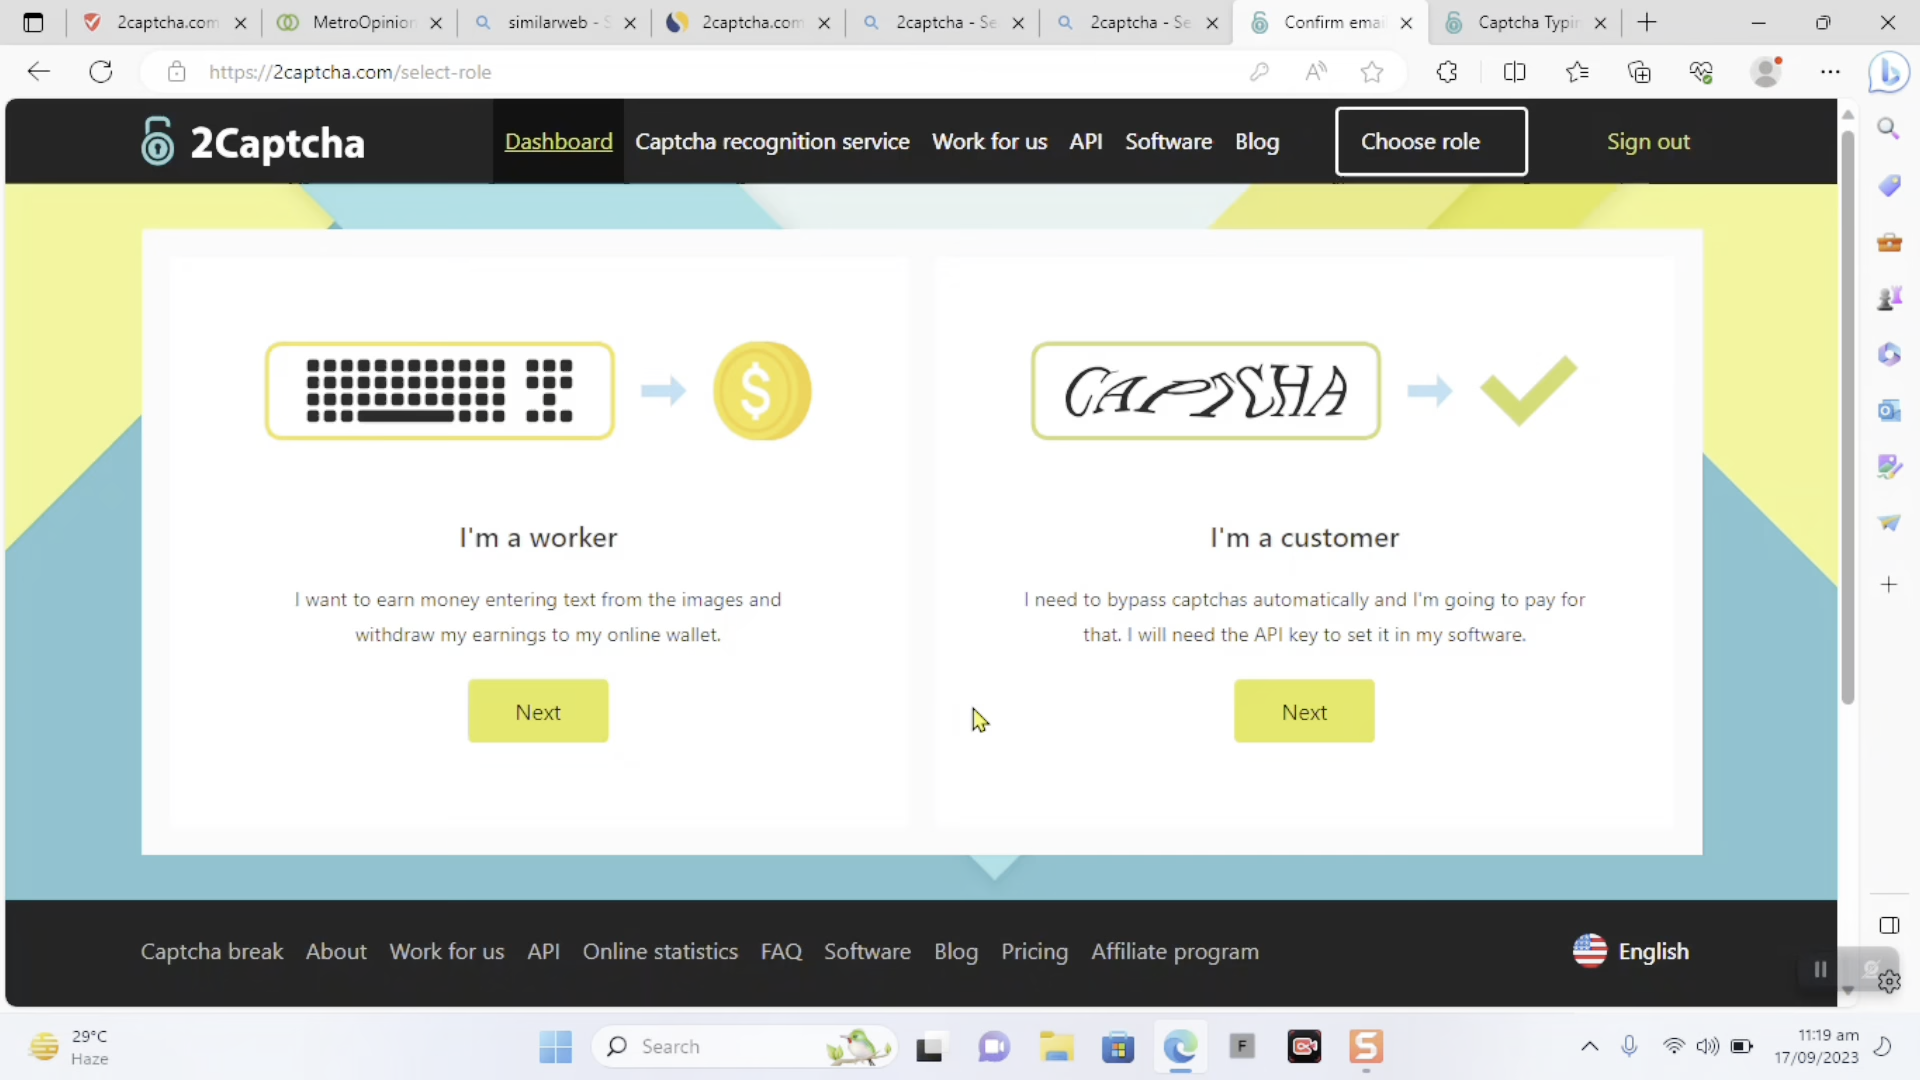 2captcha.com
MetroOpinion
similarweb - S
2captcha.com
2captcha - Se
2captcha - Se
Confirm emai
Captcha Typin
https://2captcha.com/select-role
2Captcha
Dashboard
Captcha recognition service
Work for us
API
Software
Blog
Choose role
Sign out
CAPTCHA
I'm a worker
I want to earn money entering text from the images and
withdraw my earnings to my online wallet.
Next
I'm a customer
I need to bypass captchas automatically and I'm going to pay for
that. I will need the API key to set it in my software.
Next
Captcha break
About
Work for us
API
Online statistics
FAQ
Software
Blog
Pricing
Affiliate program
English
29°C
Haze
Search
F
S
11:19 am
17/09/2023